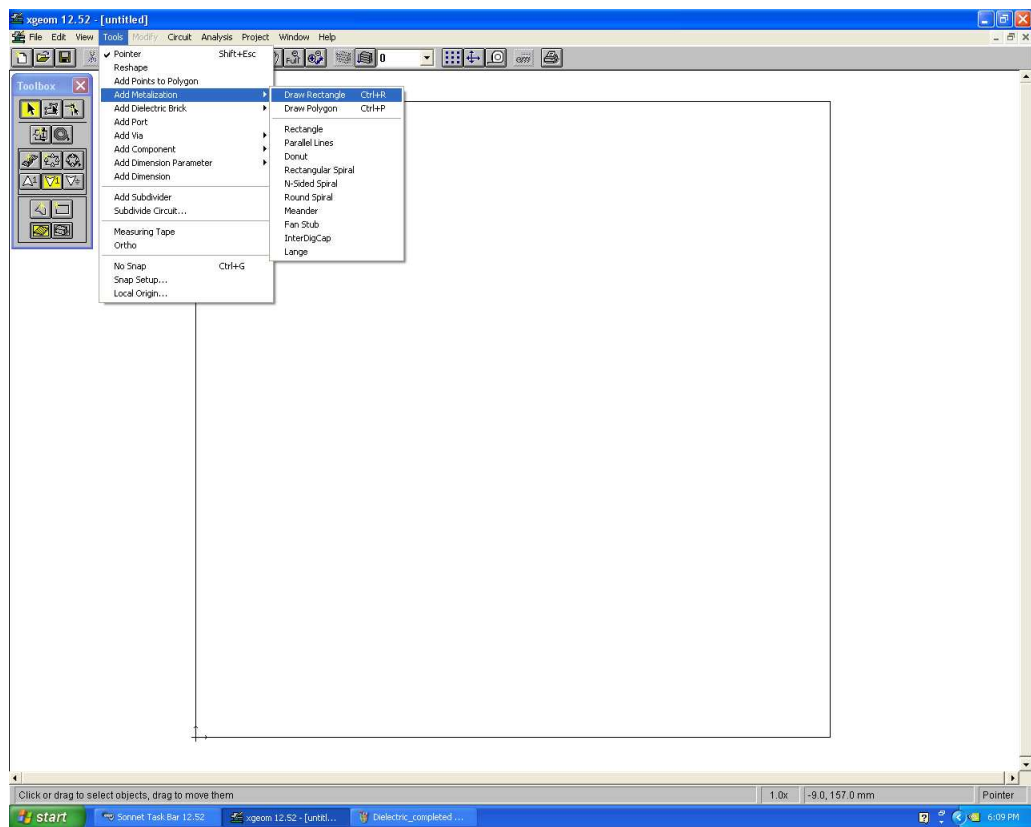 xgeom 12.52 - [untitled]
File Edit View Tools Modify Circuit Analysis Project Window Help
0
Toolbox
Pointer Shift+Esc
Reshape
Add Points to Polygon
Add Metalization
Add Dielectric Brick
Add Port
Add Via
Add Component
Add Dimension Parameter
Add Dimension
Add Subdivider
Subdivide Circuit...
Measuring Tape
Ortho
No Snap Ctrl+G
Snap Setup...
Local Origin...
Draw Rectangle Ctrl+R
Draw Polygon Ctrl+P
Rectangle
Parallel Lines
Donut
Rectangular Spiral
N-Sided Spiral
Round Spiral
Meander
Fan Stub
InterDigCap
Lange
Click or drag to select objects, drag to move them 1.0x -9.0, 157.0 mm Pointer
start Sonnet Task Bar 12.52 xgeom 12.52 - [untitl... Dielectric_completed ... 6:09 PM